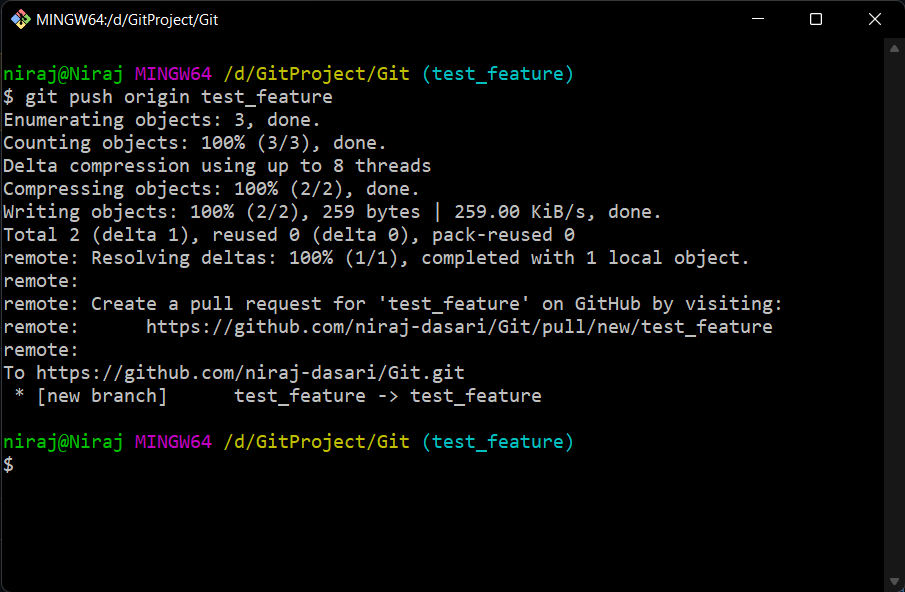 MINGW64:/d/GitProject/Git
niraj@Niraj MINGW64 /d/GitProject/Git (test_feature)
$ git push origin test_feature
Enumerating objects: 3, done.
Counting objects: 100% (3/3), done.
Delta compression using up to 8 threads
Compressing objects: 100% (2/2), done.
Writing objects: 100% (2/2), 259 bytes | 259.00 KiB/s, done.
Total 2 (delta 1), reused 0 (delta 0), pack-reused 0
remote: Resolving deltas: 100% (1/1), completed with 1 local object.
remote:
remote: Create a pull request for 'test_feature' on GitHub by visiting:
remote:      https://github.com/niraj-dasari/Git/pull/new/test_feature
remote:
To https://github.com/niraj-dasari/Git.git
 * [new branch]      test_feature -> test_feature
niraj@Niraj MINGW64 /d/GitProject/Git (test_feature)
$